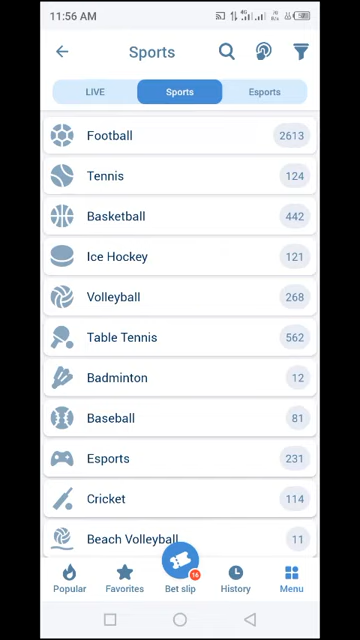 11:56 AM
Sports
LIVE
Sports
Esports
Football 2613
Tennis 124
Basketball 442
Ice Hockey 121
Volleyball 268
Table Tennis 562
Badminton 12
Baseball 81
Esports 231
Cricket 114
Beach Volleyball 11
16
Popular
Favorites
Bet slip
History
Menu